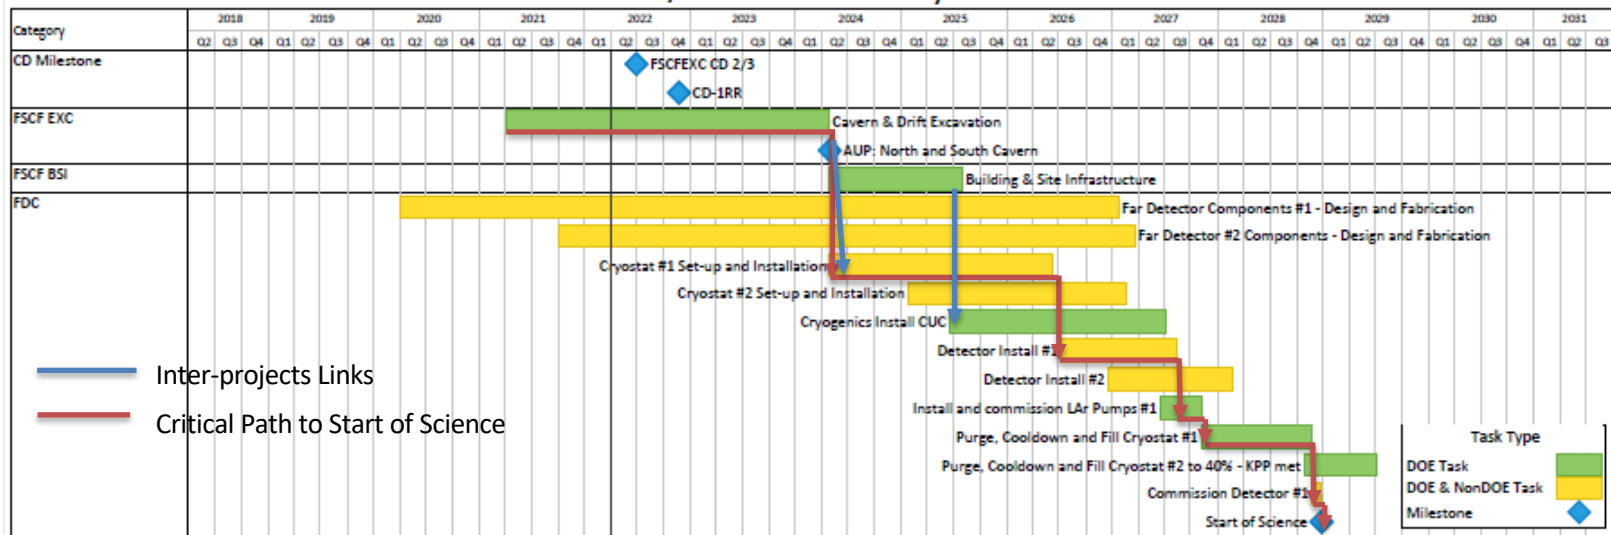 2018 2019 2020 2021 2022 2023 2024 2025 2026 2027 2028 2029 2030 2031
Category
Q2 Q3 Q4 Q1 Q2 Q3 Q4 Q1 Q2 Q3 Q4 Q1 Q2 Q3 Q4 Q1 Q2 Q3 Q4 Q1 Q2 Q3 Q4 Q1 Q2 Q3 Q4 Q1 Q2 Q3 Q4 Q1 Q2 Q3 Q4 Q1 Q2 Q3 Q4 Q1 Q2 Q3 Q4 Q1 Q2 Q3 Q4 Q1 Q2 Q3 Q4 Q1 Q2 Q3
CD Milestone
FSCFEXC CD 2/3
CD-1RR
FSCF EXC
Cavern & Drift Excavation
AUP: North and South Cavern
FSCF BSI
Building & Site Infrastructure
FDC
Far Detector Components #1 - Design and Fabrication
Far Detector #2 Components - Design and Fabrication
Cryostat #1 Set-up and Installation
Cryostat #2 Set-up and Installation
Cryogenics Install CUC
Detector Install #1
Inter-projects Links
Detector Install #2
Install and commission LAr Pumps #1
Critical Path to Start of Science
Purge, Cooldown and Fill Cryostat #1
Task Type
Purge, Cooldown and Fill Cryostat #2 to 40% - KPP met
DOE Task
Commission Detector #1
DOE & NonDOE Task
Start of Science
Milestone